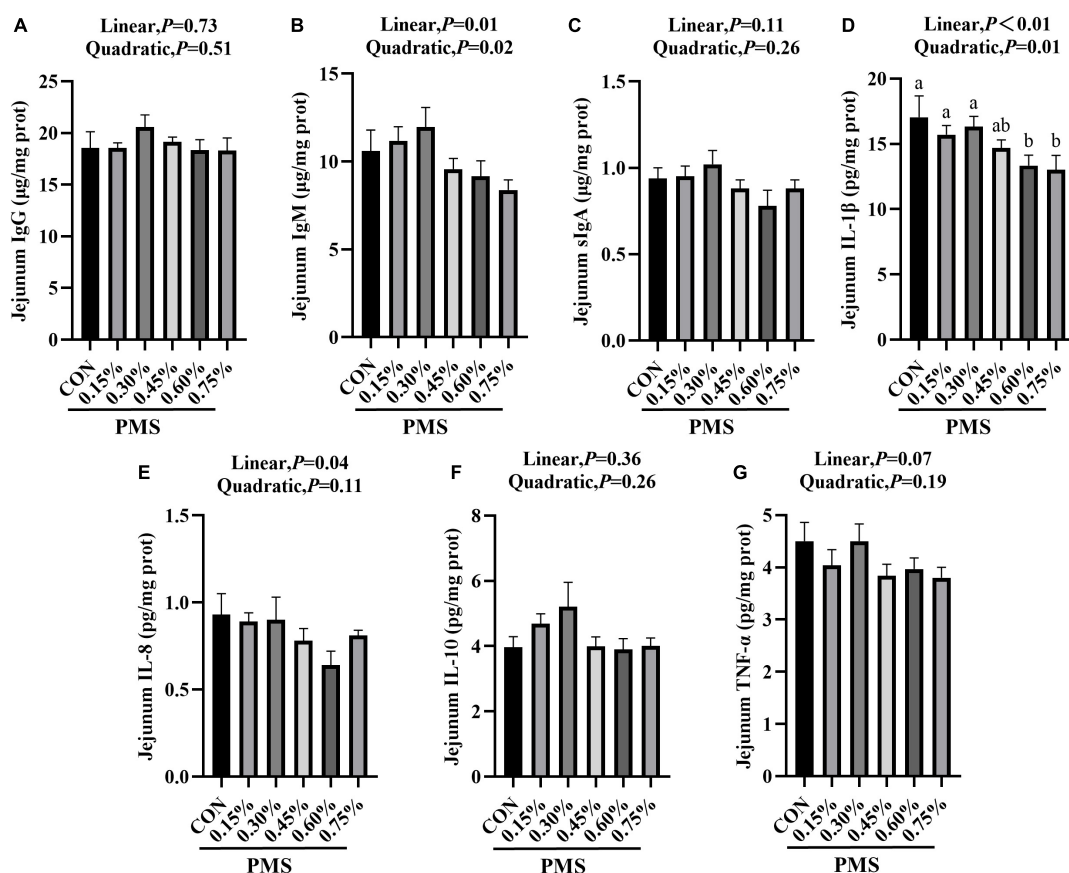 A
Linear,P=0.73
Quadratic,P=0.51
Jejunum IgG (μg/mg prot)
25
20
15
10
5
0
CON
0.15%
0.30%
0.45%
0.60%
0.75%
PMS
B
Linear,P=0.01
Quadratic,P=0.02
Jejunum IgM (μg/mg prot)
15
10
5
0
CON
0.15%
0.30%
0.45%
0.60%
0.75%
PMS
C
Linear,P=0.11
Quadratic,P=0.26
Jejunum sIgA (μg/mg prot)
1.5
1.0
0.5
0.0
CON
0.15%
0.30%
0.45%
0.60%
0.75%
PMS
D
Linear,P<0.01
Quadratic,P=0.01
Jejunum IL-1β (pg/mg prot)
20
15
10
5
0
a
a
a
ab
b
b
CON
0.15%
0.30%
0.45%
0.60%
0.75%
PMS
E
Linear,P=0.04
Quadratic,P=0.11
Jejunum IL-8 (pg/mg prot)
1.5
1.0
0.5
0.0
CON
0.15%
0.30%
0.45%
0.60%
0.75%
PMS
F
Linear,P=0.36
Quadratic,P=0.26
Jejunum IL-10 (pg/mg prot)
8
6
4
2
0
CON
0.15%
0.30%
0.45%
0.60%
0.75%
PMS
G
Linear,P=0.07
Quadratic,P=0.19
Jejunum TNF-α (pg/mg prot)
5
4
3
2
1
0
CON
0.15%
0.30%
0.45%
0.60%
0.75%
PMS